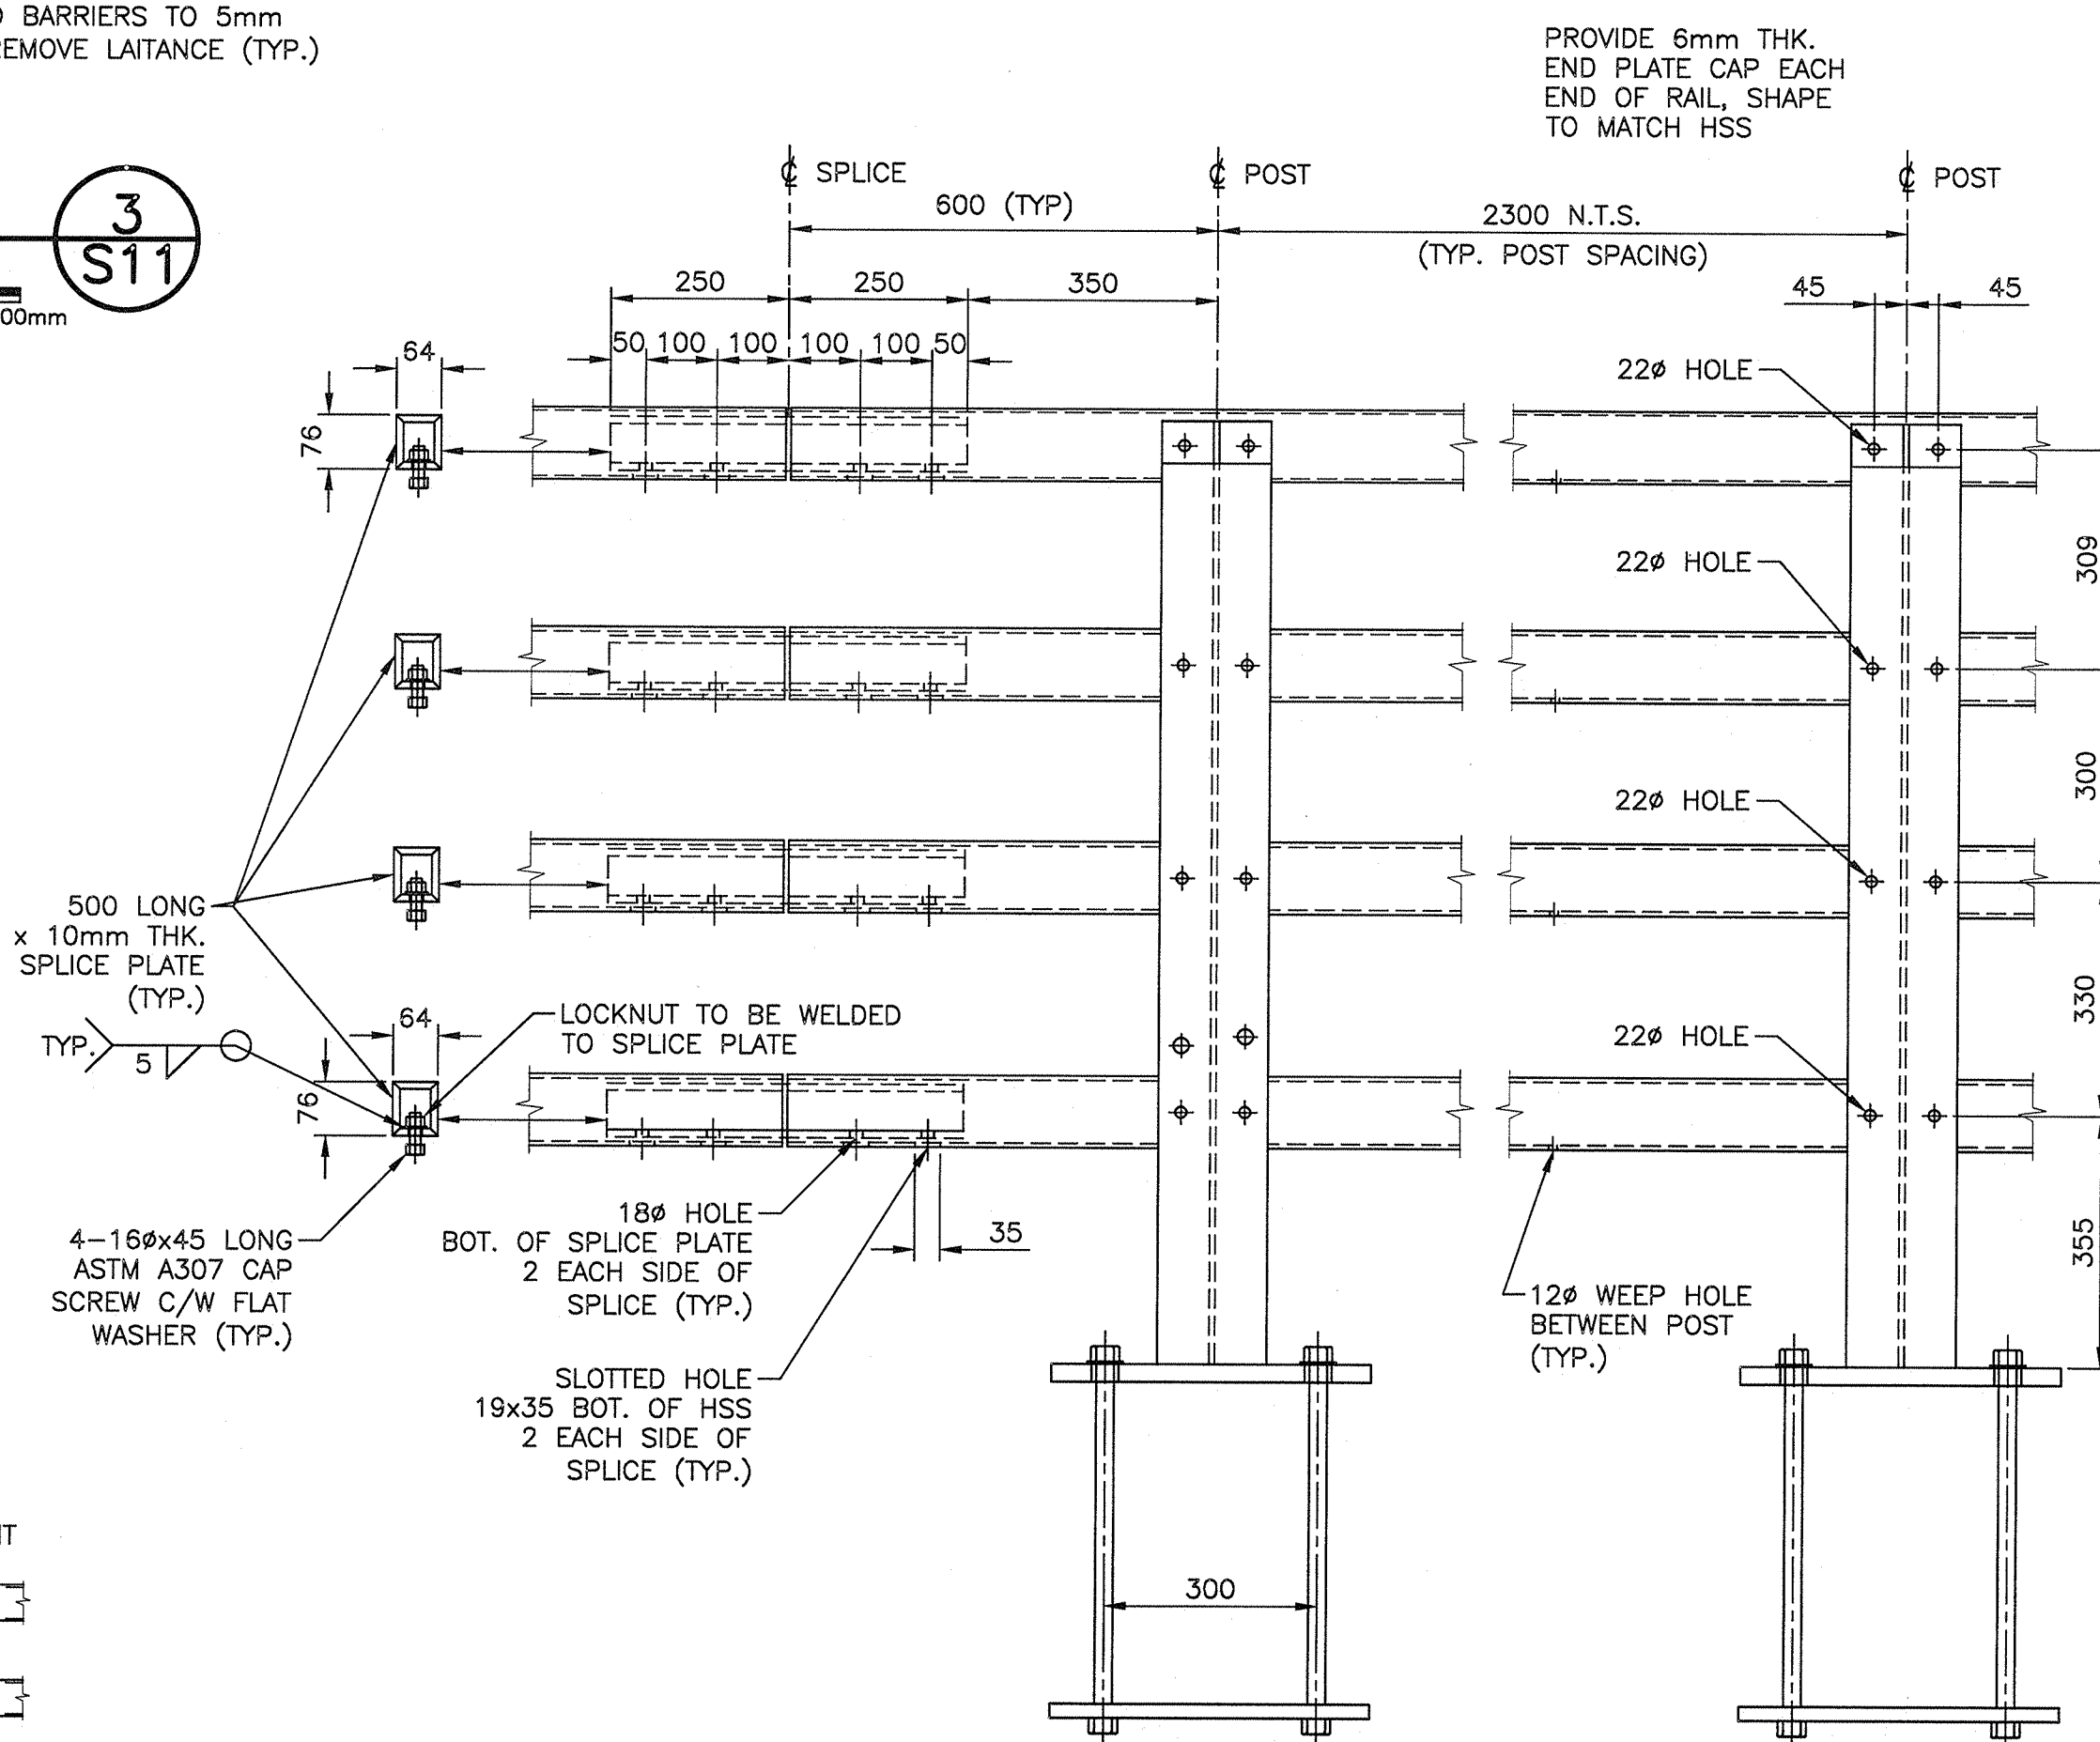 BARRIERS TO 5mm
REMOVE LAITANCE (TYP.)
PROVIDE 6mm THK.
END PLATE CAP EACH
END OF RAIL, SHAPE
TO MATCH HSS
3
S11
00mm
℄ SPLICE
℄ POST
℄ POST
600 (TYP)
2300 N.T.S.
(TYP. POST SPACING)
250
250
350
45
45
50
100
100
100
100
50
64
76
22ø HOLE
309
22ø HOLE
300
22ø HOLE
500 LONG
x 10mm THK.
SPLICE PLATE
(TYP.)
330
64
LOCKNUT TO BE WELDED
TO SPLICE PLATE
TYP.
5
76
22ø HOLE
4-16øx45 LONG
ASTM A307 CAP
SCREW C/W FLAT
WASHER (TYP.)
18ø HOLE
BOT. OF SPLICE PLATE
2 EACH SIDE OF
SPLICE (TYP.)
35
355
12ø WEEP HOLE
BETWEEN POST
(TYP.)
SLOTTED HOLE
19x35 BOT. OF HSS
2 EACH SIDE OF
SPLICE (TYP.)
300